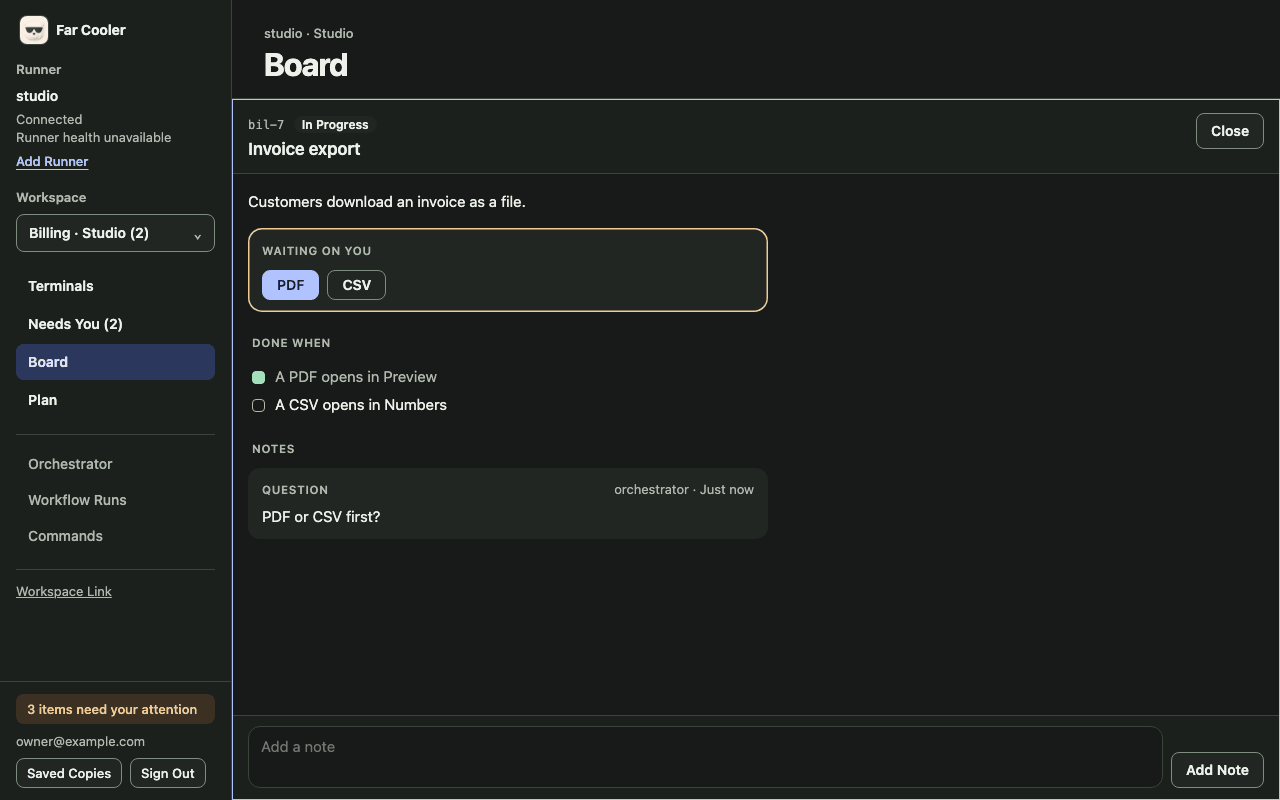 Far Cooler
Runner
studio
Connected
Runner health unavailable
Add Runner
Workspace
Billing · Studio (2)
Terminals
Needs You (2)
Board
Plan
Orchestrator
Workflow Runs
Commands
Workspace Link
3 items need your attention
owner@example.com
Saved Copies
Sign Out
studio · Studio
Board
bil-7 In Progress
Invoice export
Close
Customers download an invoice as a file.
WAITING ON YOU
PDF CSV
DONE WHEN
A PDF opens in Preview
A CSV opens in Numbers
NOTES
QUESTION orchestrator · Just now
PDF or CSV first?
Add a note
Add Note